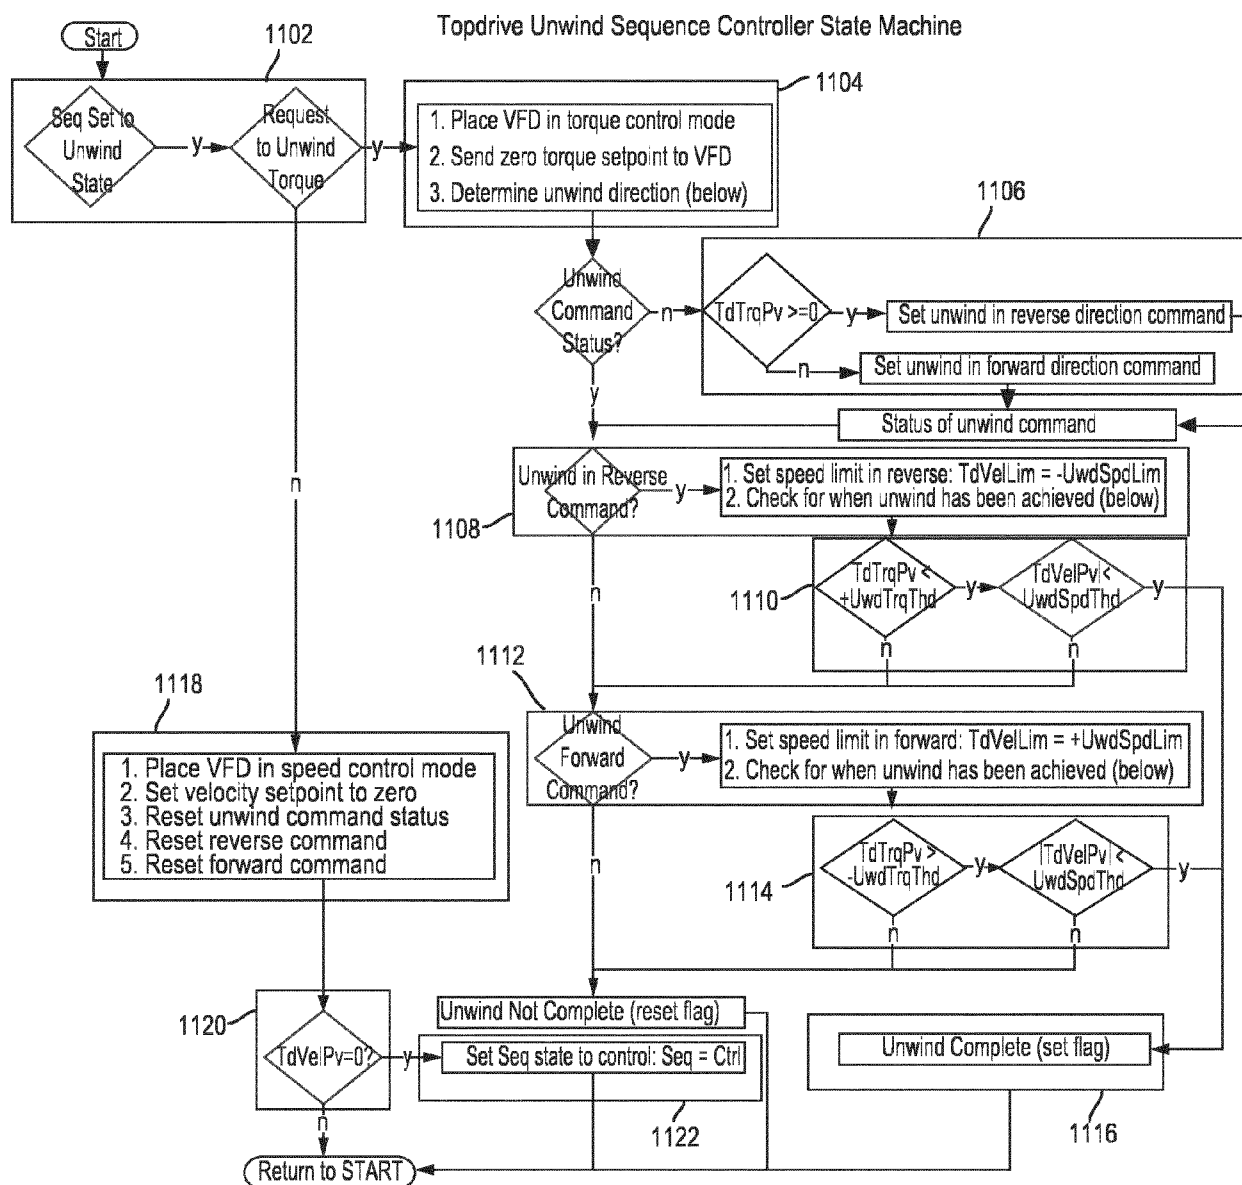 Topdrive Unwind Sequence Controller State Machine
Start
1102
Seq Set to
Unwind
State
y
Request
to Unwind
Torque
y
n
1104
1. Place VFD in torque control mode
2. Send zero torque setpoint to VFD
3. Determine unwind direction (below)
Unwind
Command
Status?
n
y
1106
TdTrqPv >=0
y
Set unwind in reverse direction command
n
Set unwind in forward direction command
Status of unwind command
Unwind in Reverse
Command?
y
1. Set speed limit in reverse: TdVelLim = -UwdSpdLim
2. Check for when unwind has been achieved (below)
1108
n
TdTrqPv <
+UwdTrqThd
y
|TdVelPv| <
UwdSpdThd
y
1110
n
n
1112
Unwind
Forward
Command?
y
1. Set speed limit in forward: TdVelLim = +UwdSpdLim
2. Check for when unwind has been achieved (below)
n
TdTrqPv >
-UwdTrqThd
y
|TdVelPv| <
UwdSpdThd
y
1114
n
n
1118
1. Place VFD in speed control mode
2. Set velocity setpoint to zero
3. Reset unwind command status
4. Reset reverse command
5. Reset forward command
1120
TdVelPv=0?
y
n
Unwind Not Complete (reset flag)
Set Seq state to control: Seq = Ctrl
1122
Unwind Complete (set flag)
1116
Return to START